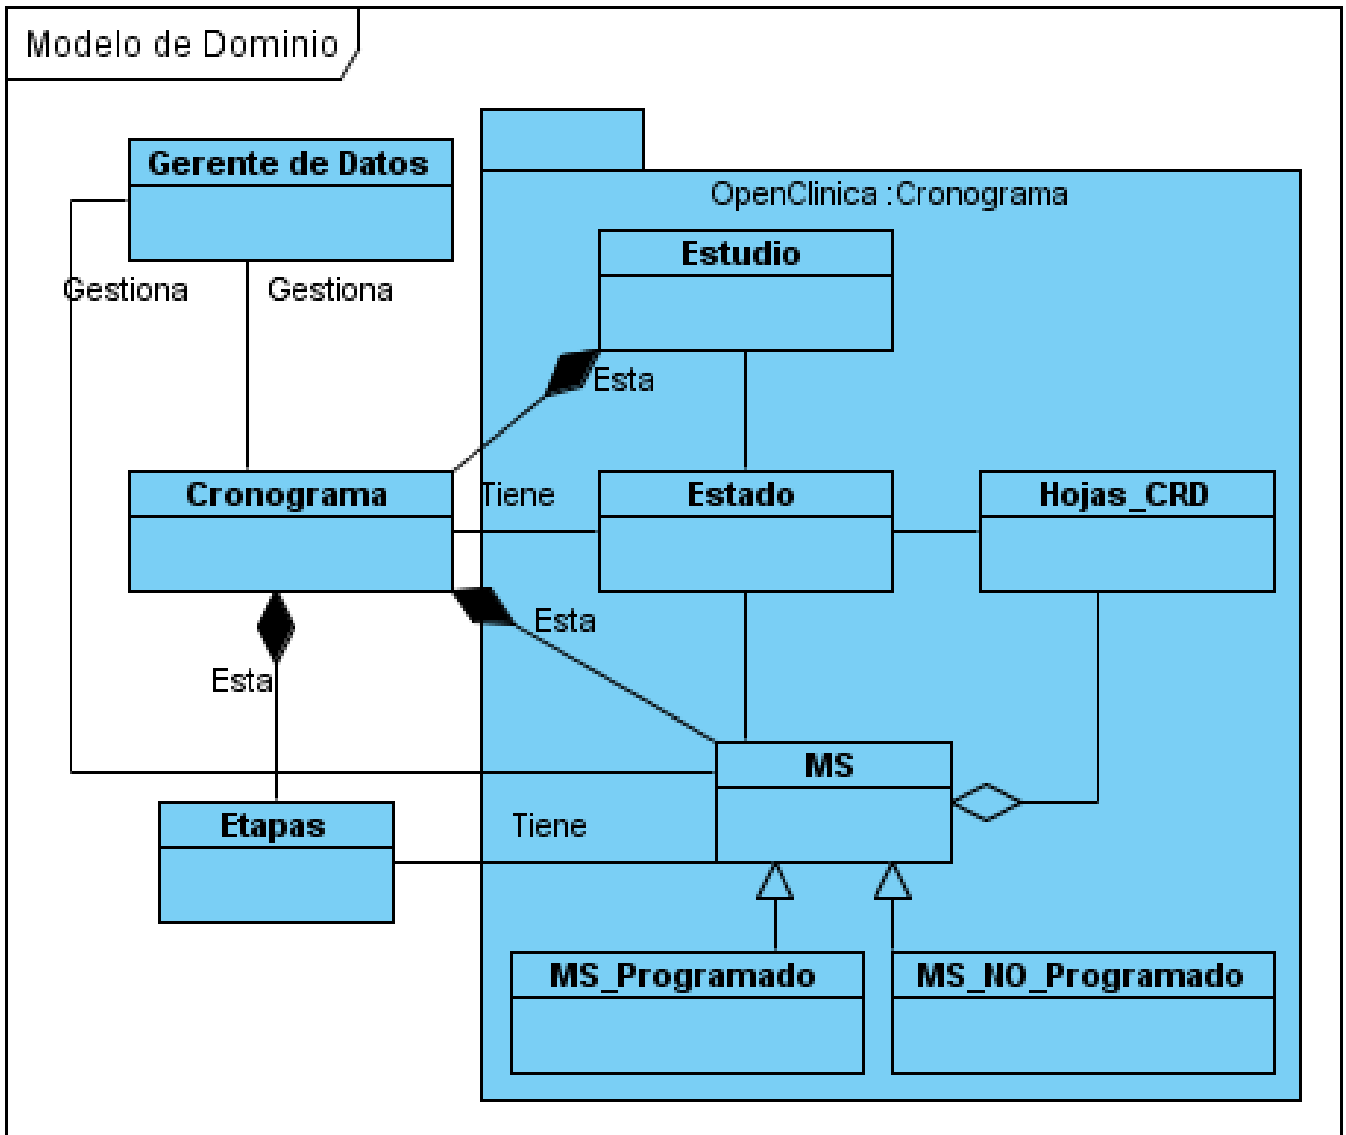 Modelo de Dominio
Gerente de Datos
OpenClinica :Cronograma
Estudio
Gestiona
Gestiona
Esta
Cronograma
Tiene
Estado
Hojas_CRD
Esta
Esta
MS
Etapas
Tiene
MS_Programado
MS_NO_Programado